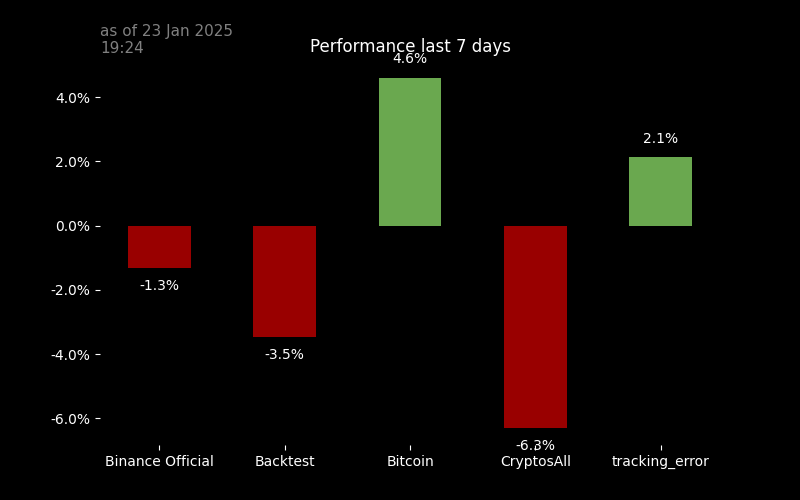 as of 23 Jan 2025
19:24
Performance last 7 days
4.6%
4.0%
2.1%
2.0%
0.0%
-1.3%
-2.0%
-3.5%
-4.0%
-6.0%
-6.3%
Binance Official
Backtest
Bitcoin
CryptosAll
tracking_error